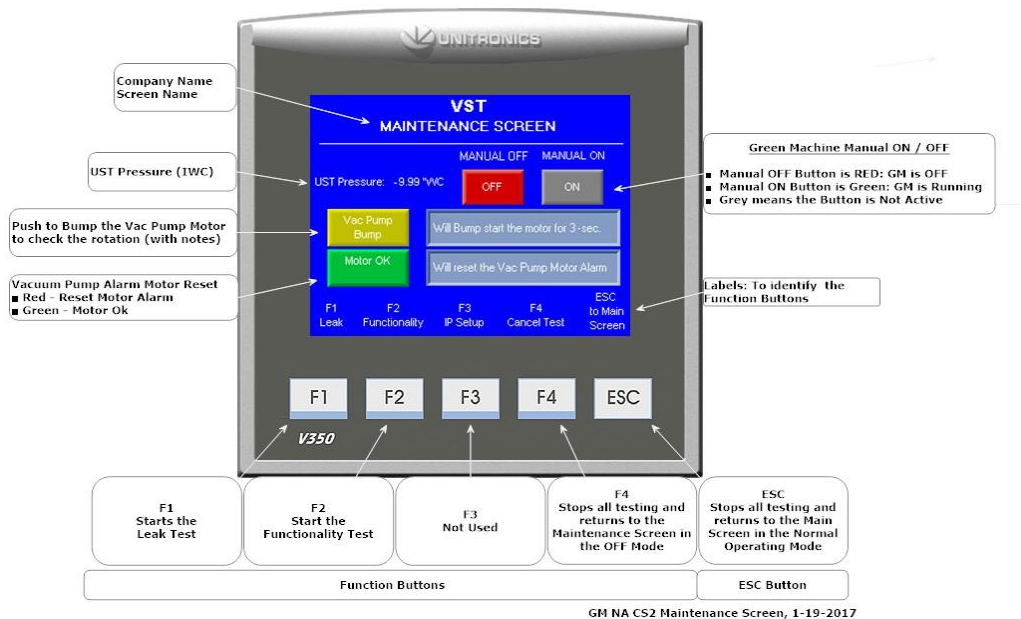 UNITRONICS
Company Name
Screen Name
VST
MAINTENANCE SCREEN
MANUAL OFF MANUAL ON
UST Pressure (IWC)
UST Pressure: -9.99 "WC
OFF
ON
Green Machine Manual ON / OFF
▪ Manual OFF Button is RED: GM is OFF
▪ Manual ON Button is Green: GM is Running
▪ Grey means the Button is Not Active
Push to Bump the Vac Pump Motor
to check the rotation (with notes)
Vac Pump
Bump
Will Bump start the motor for 3-sec.
Motor OK
Will reset the Vac Pump Motor Alarm
Vacuum Pump Alarm Motor Reset
▪ Red - Reset Motor Alarm
▪ Green - Motor Ok
F1
Leak
F2
Functionality
F3
IP Setup
F4
Cancel Test
ESC
to Main
Screen
Labels: To identify the
Function Buttons
F1
F2
F3
F4
ESC
V350
F1
Starts the
Leak Test
F2
Start the
Functionality Test
F3
Not Used
F4
Stops all testing and
returns to the
Maintenance Screen in
the OFF Mode
ESC
Stops all testing and
returns to the Main
Screen in the Normal
Operating Mode
Function Buttons
ESC Button
GM NA CS2 Maintenance Screen, 1-19-2017